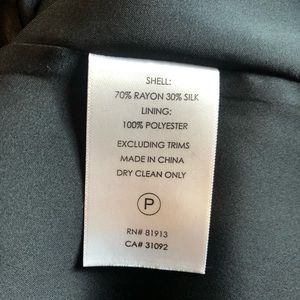 SHELL:
70% RAYON 30% SILK
LINING:
100% POLYESTER
EXCLUDING TRIMS
MADE IN CHINA
DRY CLEAN ONLY
P
RN# 81913
CA# 31092